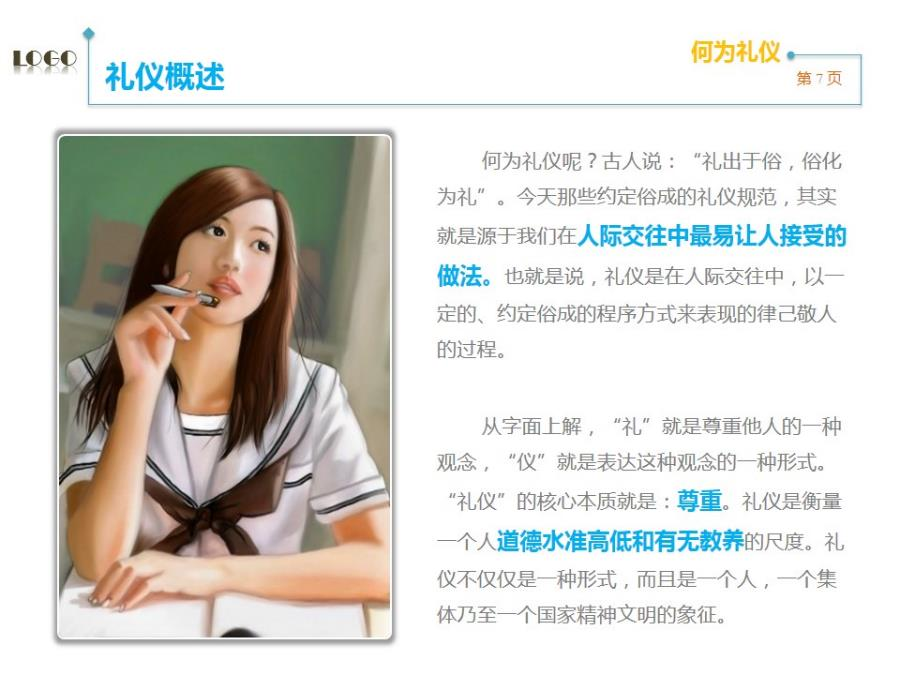 LOGO
礼仪概述
何为礼仪
第 7 页
何为礼仪呢？古人说：“礼出于俗，俗化
为礼”。今天那些约定俗成的礼仪规范，其实
就是源于我们在人际交往中最易让人接受的
做法。也就是说，礼仪是在人际交往中，以一
定的、约定俗成的程序方式来表现的律己敬人
的过程。
从字面上解，“礼”就是尊重他人的一种
观念，“仪”就是表达这种观念的一种形式。
“礼仪”的核心本质就是：尊重。礼仪是衡量
一个人道德水准高低和有无教养的尺度。礼
仪不仅仅是一种形式，而且是一个人，一个集
体乃至一个国家精神文明的象征。